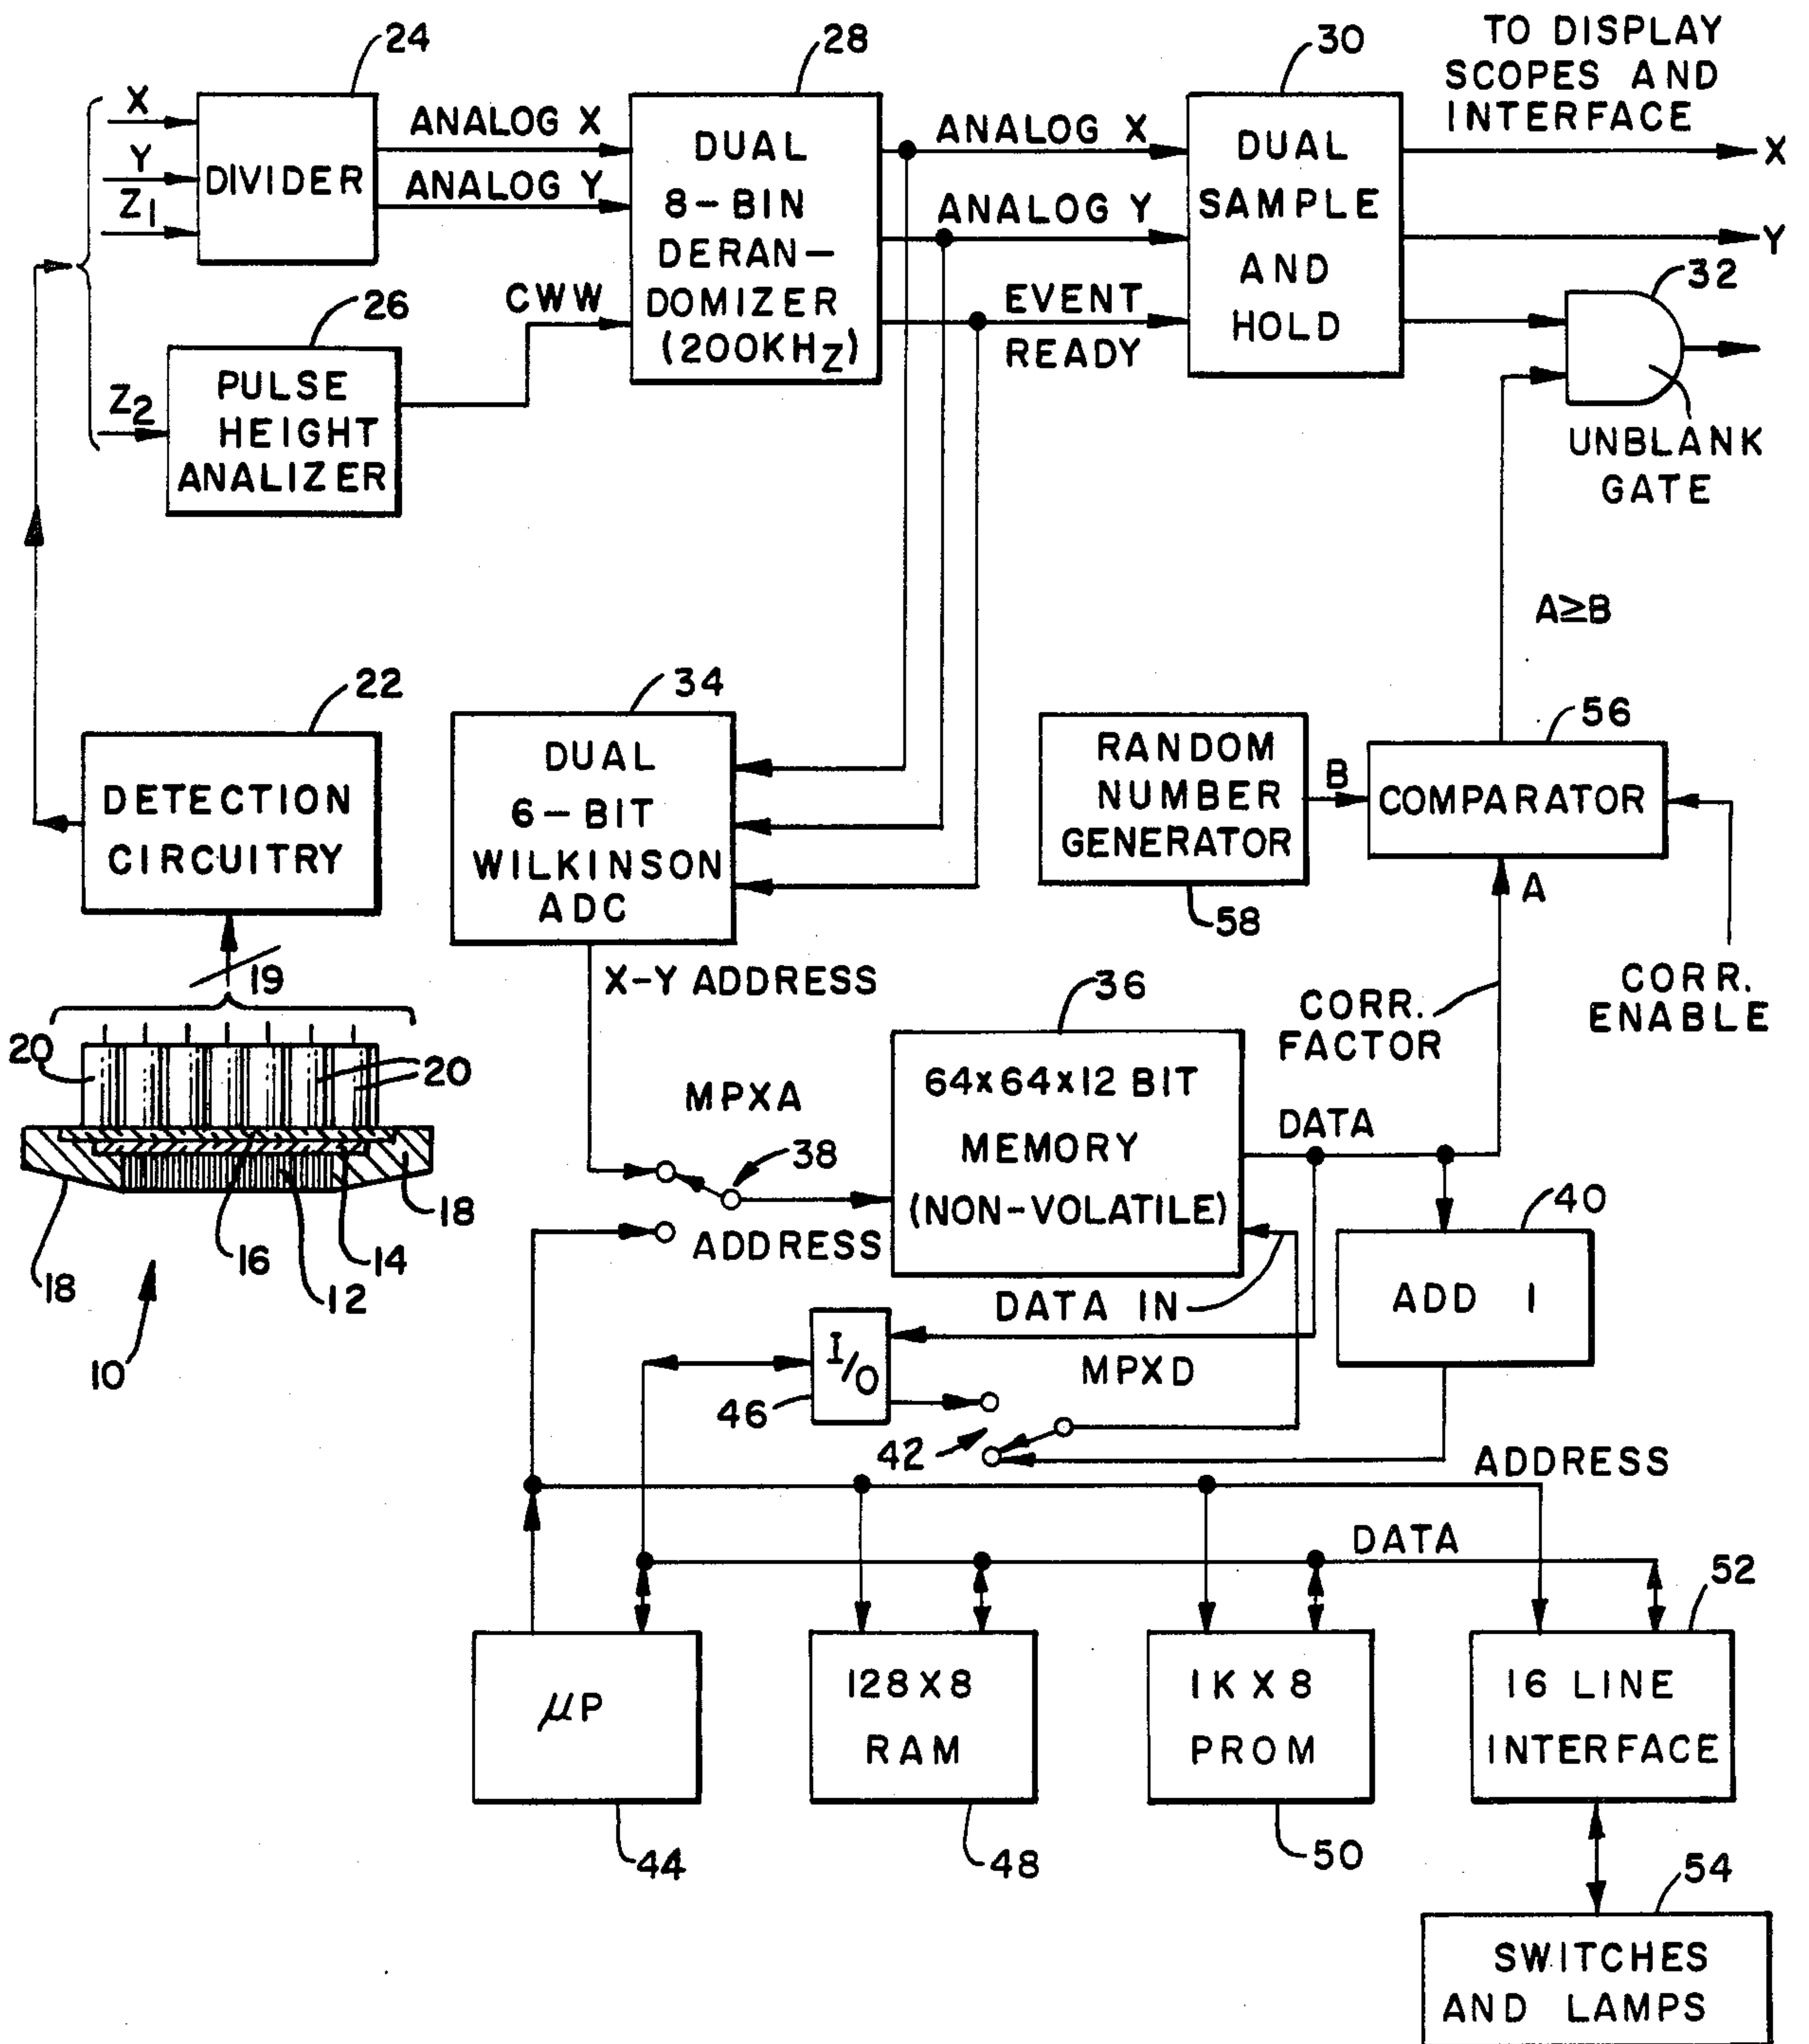 24
28
30
TO DISPLAY
SCOPES AND
INTERFACE
X
Y
Z1
DIVIDER
ANALOG X
ANALOG Y
DUAL
8-BIN
DERAN-
DOMIZER
(200KHZ)
ANALOG X
ANALOG Y
EVENT
READY
DUAL
SAMPLE
AND
HOLD
X
Y
32
UNBLANK
GATE
26
CWW
Z2
PULSE
HEIGHT
ANALIZER
A≥B
22
DETECTION
CIRCUITRY
34
DUAL
6-BIT
WILKINSON
ADC
RANDOM
NUMBER
GENERATOR
58
B
56
COMPARATOR
A
CORR.
ENABLE
CORR.
FACTOR
19
20
20
18
18
16
14
12
10
X-Y ADDRESS
MPXA
38
ADDRESS
36
64x64x12 BIT
MEMORY
(NON-VOLATILE)
DATA
40
ADD 1
DATA IN
I/O
46
MPXD
42
ADDRESS
DATA
52
μP
44
128X8
RAM
48
1K X 8
PROM
50
16 LINE
INTERFACE
54
SWITCHES
AND LAMPS